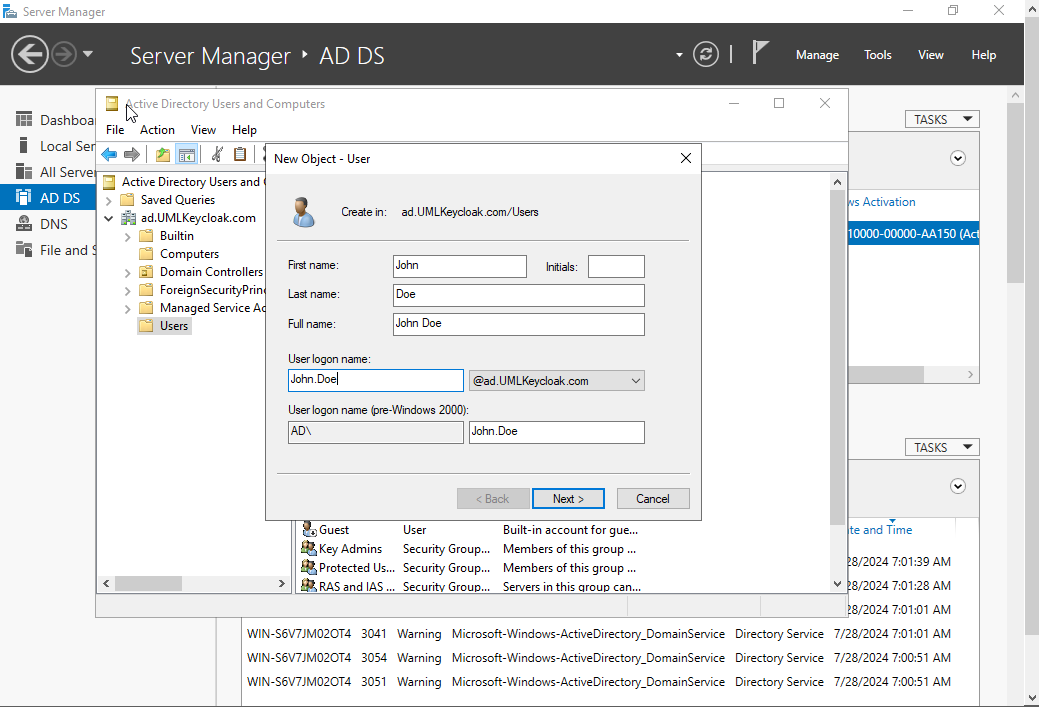 Server Manager
Server Manager ‣ AD DS
Manage Tools View Help
Active Directory Users and Computers
File Action View Help
Active Directory Users and
Saved Queries
ad.UMLKeycloak.com
Builtin
Computers
Domain Controllers
ForeignSecurityPrinc
Managed Service Ac
Users
Dashboa
Local Ser
All Server
AD DS
DNS
File and S
New Object - User
Create in: ad.UMLKeycloak.com/Users
First name: John Initials:
Last name: Doe
Full name: John Doe
User logon name:
John.Doe @ad.UMLKeycloak.com
User logon name (pre-Windows 2000):
AD\ John.Doe
< Back Next > Cancel
Guest User Built-in account for gue...
Key Admins Security Group... Members of this group ...
Protected Us... Security Group... Members of this group ...
RAS and IAS ... Security Group... Servers in this group can...
TASKS
ws Activation
10000-00000-AA150 (Act
TASKS
te and Time
28/2024 7:01:39 AM
28/2024 7:01:28 AM
28/2024 7:01:01 AM
WIN-S6V7JM02OT4 3041 Warning Microsoft-Windows-ActiveDirectory_DomainService Directory Service 7/28/2024 7:01:01 AM
WIN-S6V7JM02OT4 3054 Warning Microsoft-Windows-ActiveDirectory_DomainService Directory Service 7/28/2024 7:00:51 AM
WIN-S6V7JM02OT4 3051 Warning Microsoft-Windows-ActiveDirectory_DomainService Directory Service 7/28/2024 7:00:51 AM